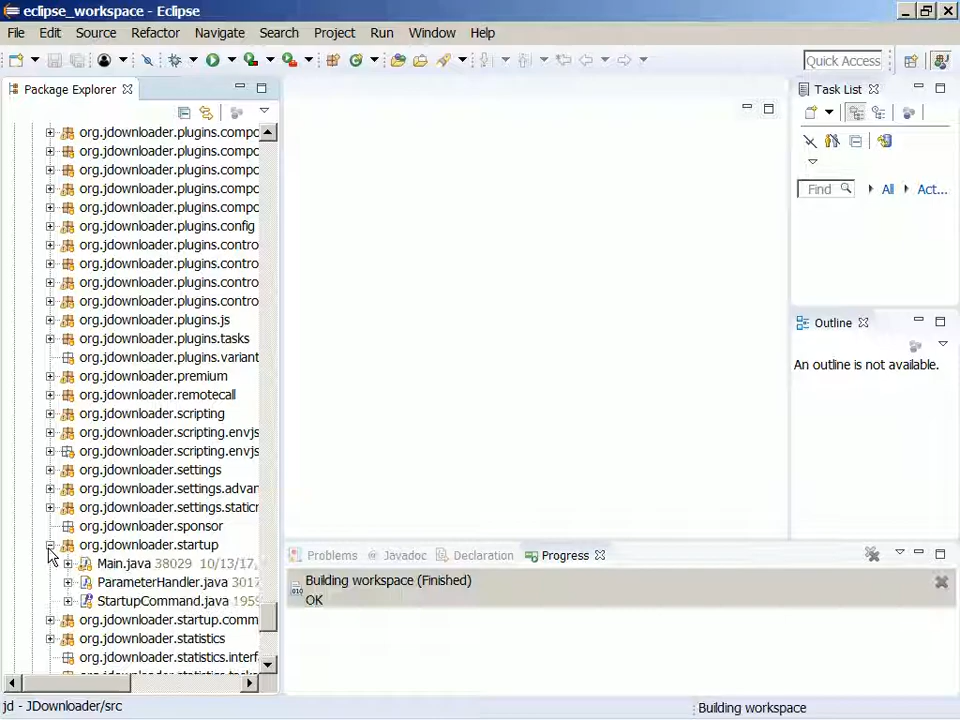 eclipse_workspace - Eclipse
File Edit Source Refactor Navigate Search Project Run Window Help
Quick Access
Package Explorer
org.jdownloader.plugins.compo
org.jdownloader.plugins.compo
org.jdownloader.plugins.compo
org.jdownloader.plugins.compo
org.jdownloader.plugins.compo
org.jdownloader.plugins.config
org.jdownloader.plugins.contro
org.jdownloader.plugins.contro
org.jdownloader.plugins.contro
org.jdownloader.plugins.contro
org.jdownloader.plugins.js
org.jdownloader.plugins.tasks
org.jdownloader.plugins.variant
org.jdownloader.premium
org.jdownloader.remotecall
org.jdownloader.scripting
org.jdownloader.scripting.envjs
org.jdownloader.scripting.envjs
org.jdownloader.settings
org.jdownloader.settings.advan
org.jdownloader.settings.staticr
org.jdownloader.sponsor
org.jdownloader.startup
Main.java 38029 10/13/17,
ParameterHandler.java 3017
StartupCommand.java 1959
org.jdownloader.startup.comm
org.jdownloader.statistics
org.jdownloader.statistics.interf
Task List
Find All Act...
Outline
An outline is not available.
Problems Javadoc Declaration Progress
Building workspace (Finished)
OK
jd - JDownloader/src
Building workspace